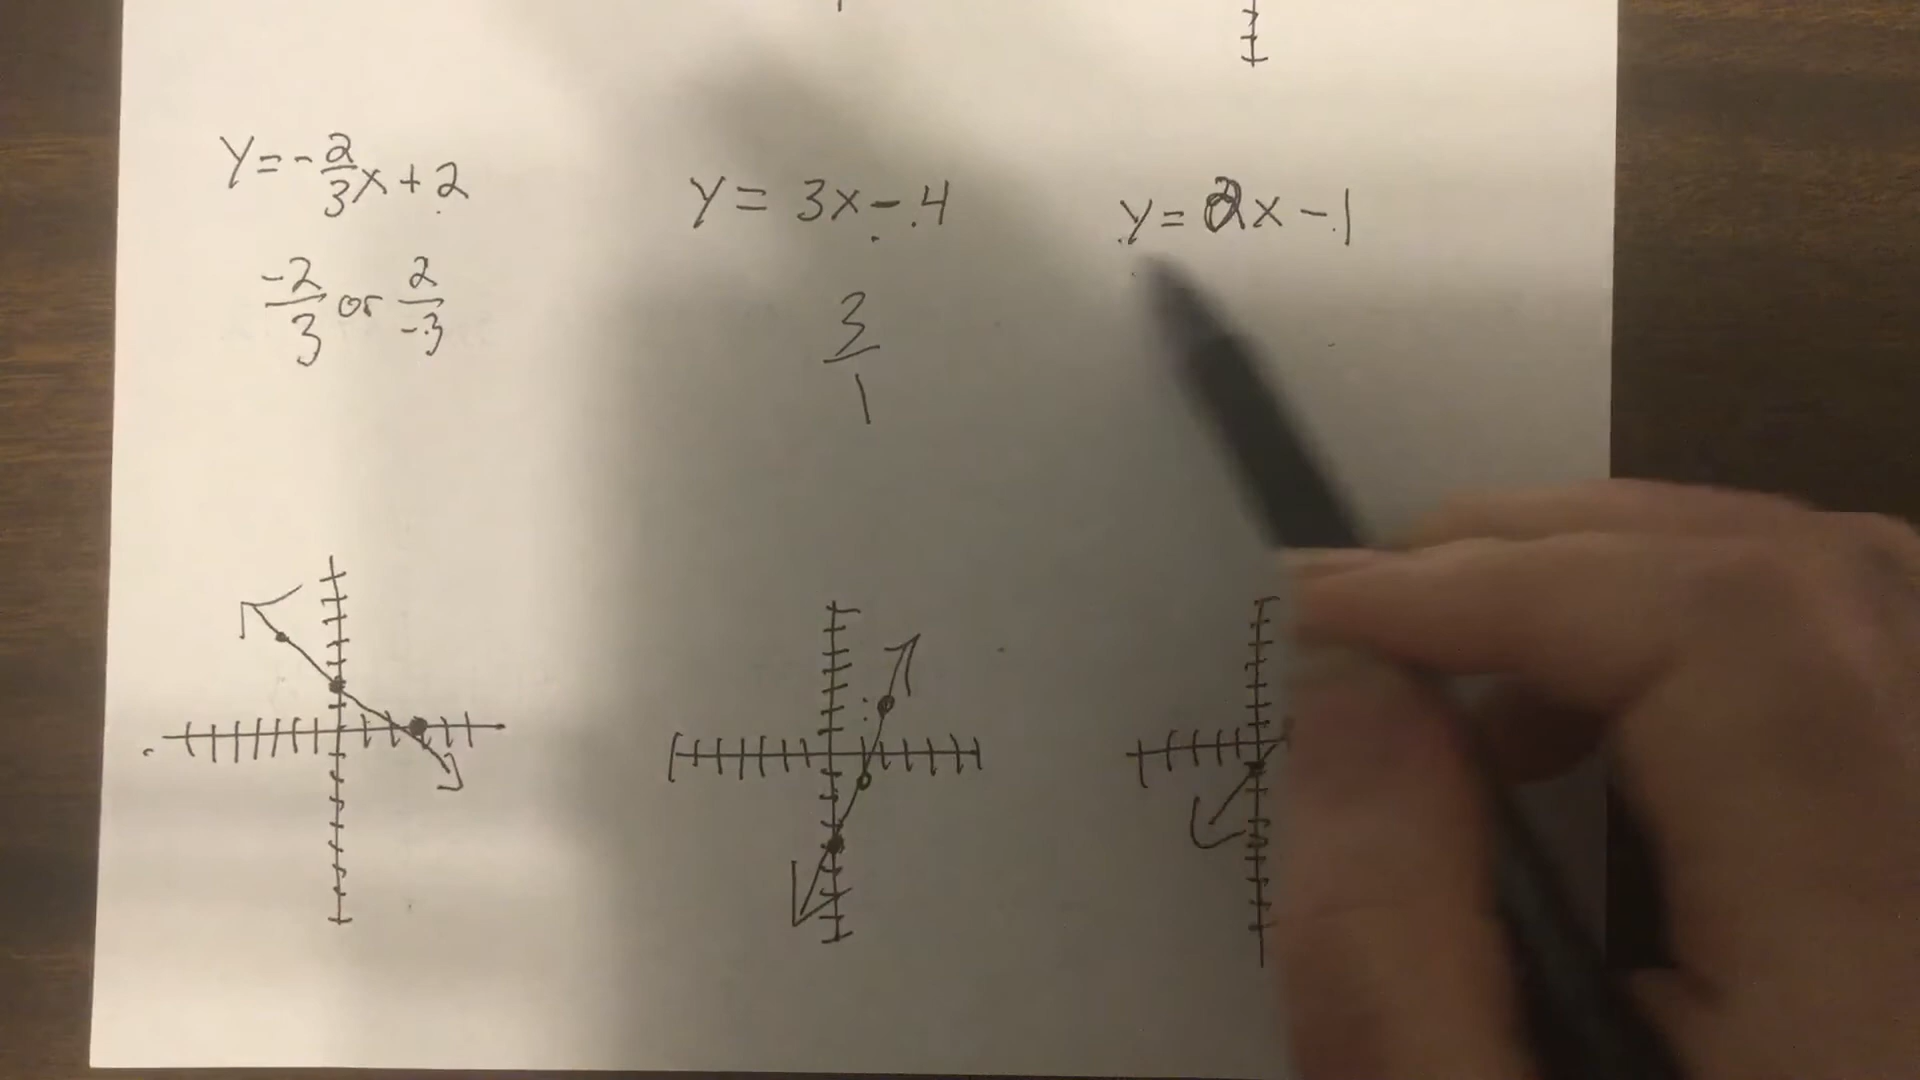 y = -2/3x + 2
-2/3 or 2/-3
y = 3x - 4
3/1
y = 2x - 1